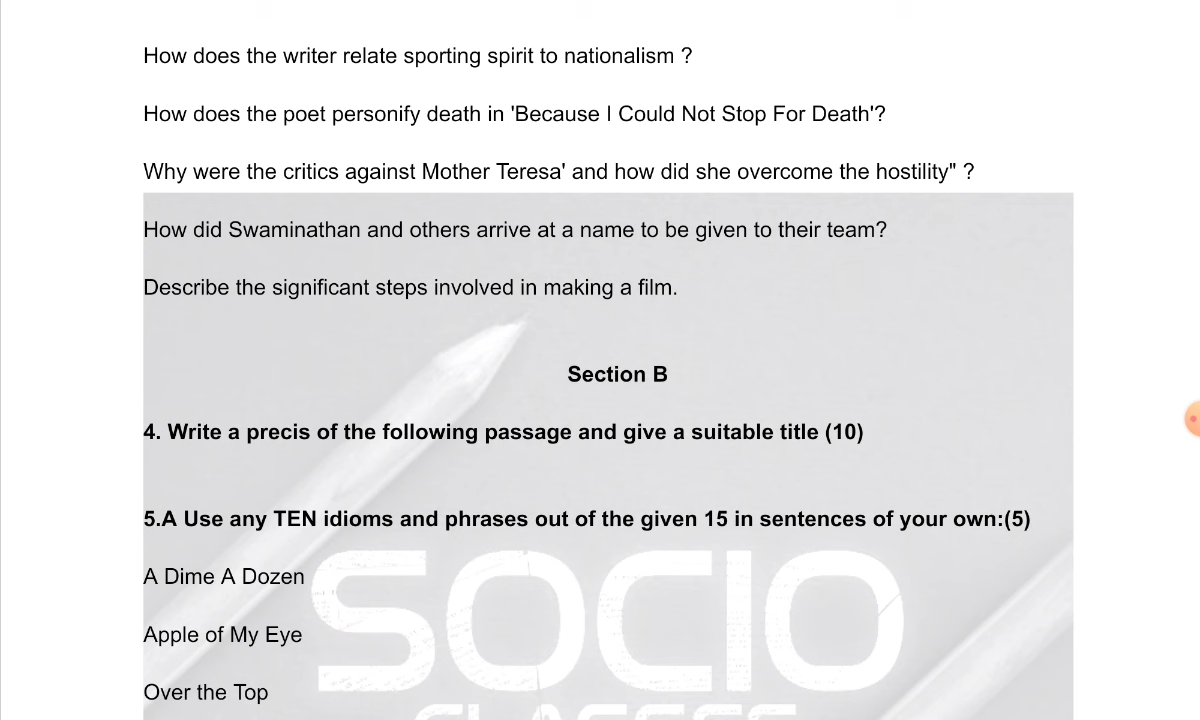 How does the writer relate sporting spirit to nationalism ?
How does the poet personify death in 'Because I Could Not Stop For Death'?
Why were the critics against Mother Teresa' and how did she overcome the hostility" ?
How did Swaminathan and others arrive at a name to be given to their team?
Describe the significant steps involved in making a film.
Section B
4. Write a precis of the following passage and give a suitable title (10)
5.A Use any TEN idioms and phrases out of the given 15 in sentences of your own:(5)
A Dime A Dozen
Apple of My Eye
Over the Top
SOCIO